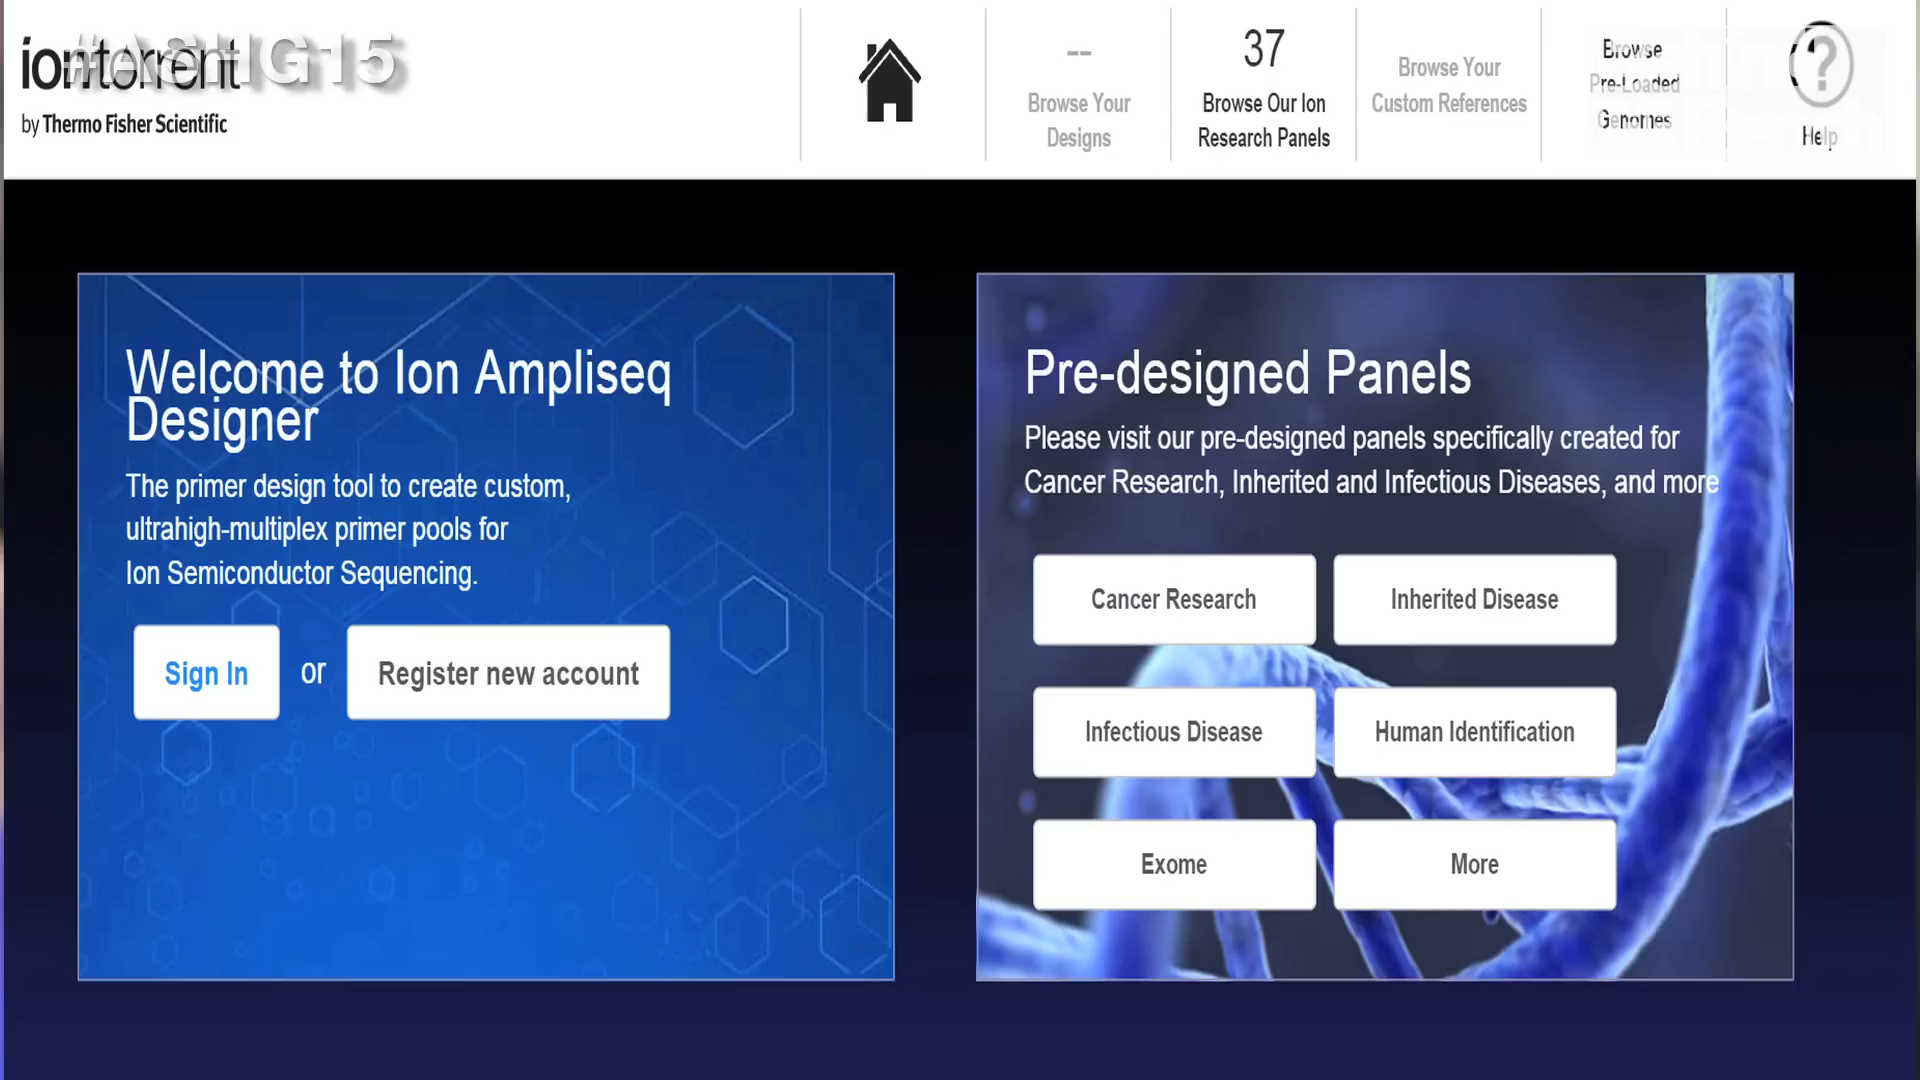 #ASHG15
iontorrent
by Thermo Fisher Scientific
--
Browse Your
Designs
37
Browse Our Ion
Research Panels
Browse Your
Custom References
Browse
Pre-Loaded
Genomes
?
Help
Welcome to Ion Ampliseq
Designer
The primer design tool to create custom,
ultrahigh-multiplex primer pools for
Ion Semiconductor Sequencing.
Sign In or Register new account
Pre-designed Panels
Please visit our pre-designed panels specifically created for
Cancer Research, Inherited and Infectious Diseases, and more
Cancer Research
Inherited Disease
Infectious Disease
Human Identification
Exome
More